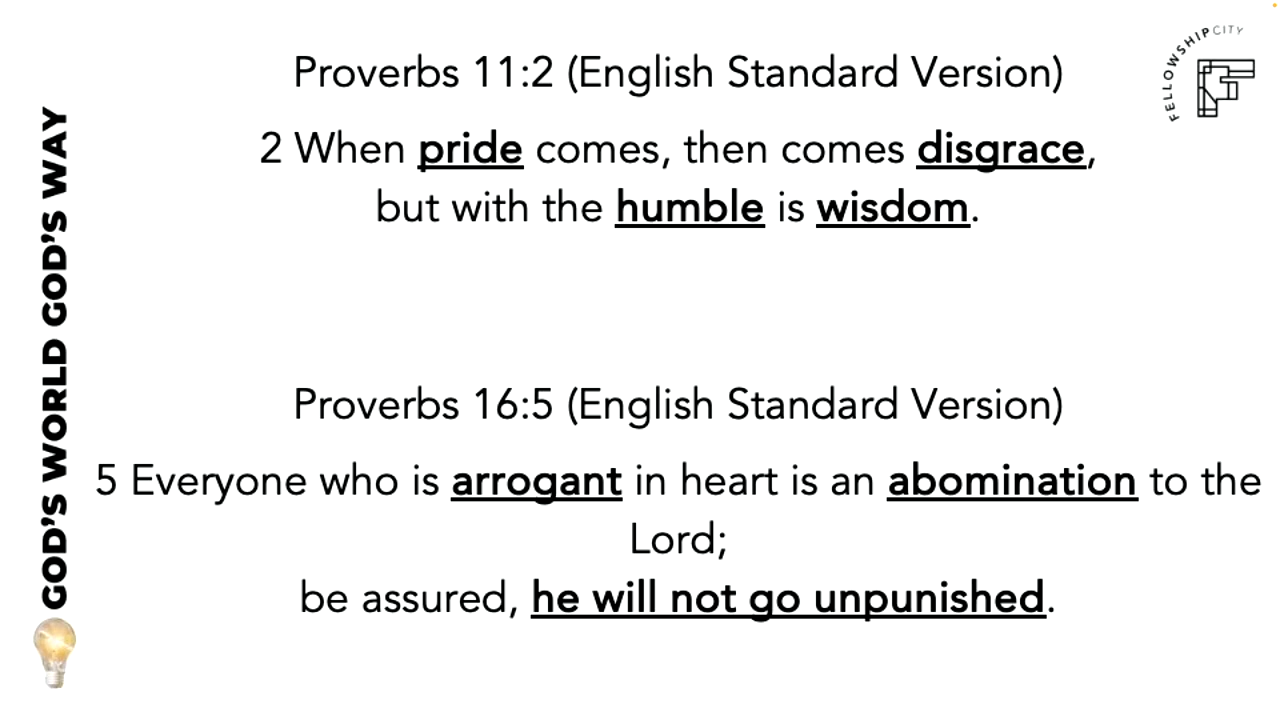 FELLOWSHIPCITY
GOD'S WORLD GOD'S WAY
Proverbs 11:2 (English Standard Version)
2 When pride comes, then comes disgrace,
but with the humble is wisdom.
Proverbs 16:5 (English Standard Version)
5 Everyone who is arrogant in heart is an abomination to the
Lord;
be assured, he will not go unpunished.